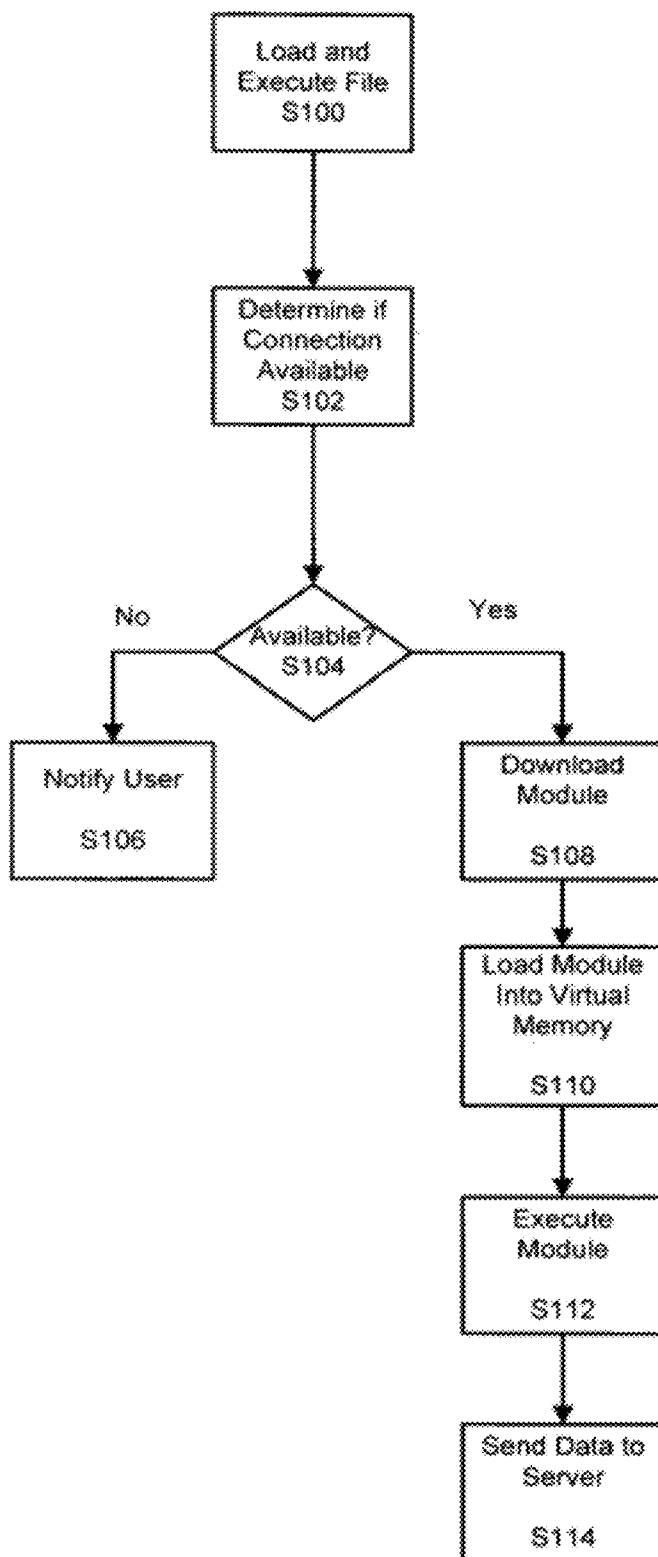 Load and
Execute File
S100
Determine if
Connection
Available
S102
No
Yes
Available?
S104
Notify User
S106
Download
Module
S108
Load Module
Into Virtual
Memory
S110
Execute
Module
S112
Send Data to
Server
S114